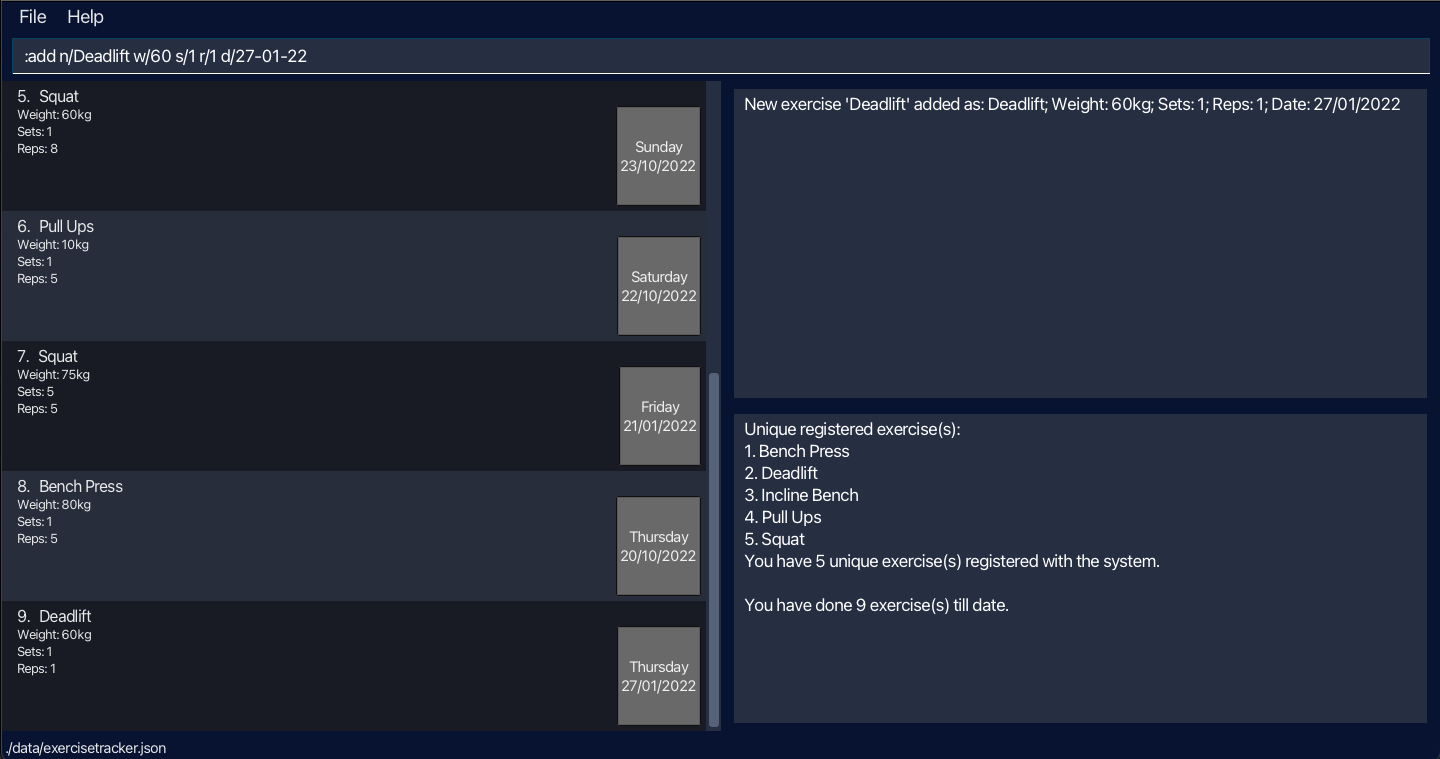 File Help
:add n/Deadlift w/60 s/1 r/1 d/27-01-22
5. Squat
Weight: 60kg
Sets: 1
Reps: 8
Sunday
23/10/2022
6. Pull Ups
Weight: 10kg
Sets: 1
Reps: 5
Saturday
22/10/2022
7. Squat
Weight: 75kg
Sets: 5
Reps: 5
Friday
21/01/2022
8. Bench Press
Weight: 80kg
Sets: 1
Reps: 5
Thursday
20/10/2022
9. Deadlift
Weight: 60kg
Sets: 1
Reps: 1
Thursday
27/01/2022
New exercise 'Deadlift' added as: Deadlift; Weight: 60kg; Sets: 1; Reps: 1; Date: 27/01/2022
Unique registered exercise(s):
1. Bench Press
2. Deadlift
3. Incline Bench
4. Pull Ups
5. Squat
You have 5 unique exercise(s) registered with the system.
You have done 9 exercise(s) till date.
./data/exercisetracker.json